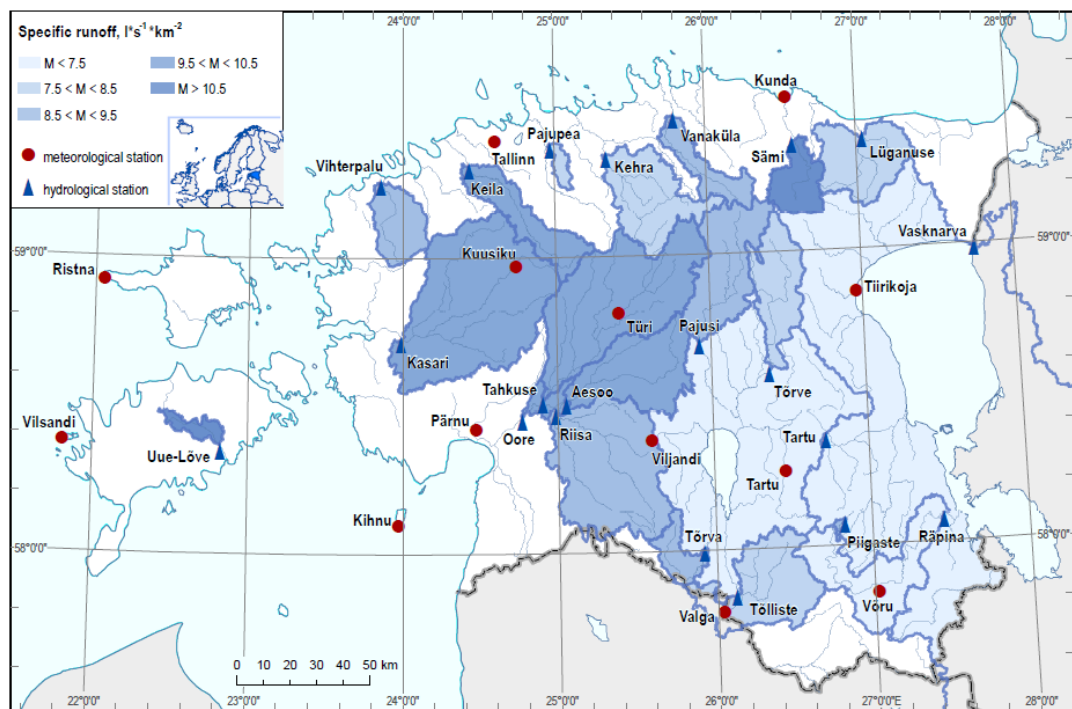 24°0'0" 25°0'0" 26°0'0" 27°0'0" 28°0'0"
Specific runoff, l*s⁻¹*km⁻²
M < 7.5
9.5 < M < 10.5
7.5 < M < 8.5
M > 10.5
8.5 < M < 9.5
meteorological station
hydrological station
Kunda
Pajupea
Vanaküla
Tallinn
Sämi
Lüganuse
Vihterpalu
Kehra
Keila
Vasknarva
59°0'0"
59°0'0"
Kuusiku
Ristna
Tiirikoja
Türi
Pajusi
Kasari
Tahkuse
Aesoo
Tõrve
Vilsandi
Pärnu
Oore
Riisa
Tartu
Uue-Lõve
Viljandi
Tartu
Kihnu
Tõrva
Piigaste
Räpina
58°0'0"
58°0'0"
Tõlliste
Võru
Valga
0 10 20 30 40 50 km
22°0'0" 23°0'0" 24°0'0" 25°0'0" 26°0'0" 27°0'0" 28°0'0"